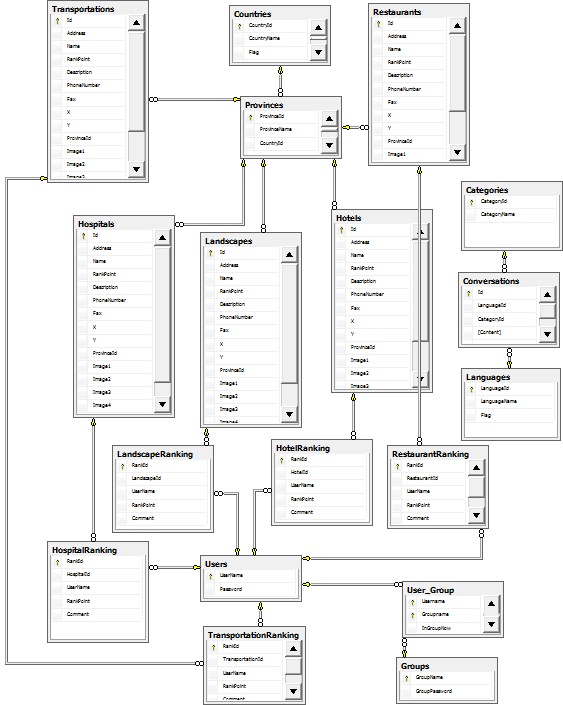 Transportations
Id
Address
Name
RankPoint
Description
PhoneNumber
Fax
X
Y
ProvinceId
Image1
Image2
Image3
Countries
CountryId
CountryName
Flag
Restaurants
Id
Address
Name
RankPoint
Description
PhoneNumber
Fax
X
Y
ProvinceId
Image1
Provinces
ProvinceId
ProvinceName
CountryId
Categories
CategoryId
CategoryName
Hospitals
Id
Address
Name
RankPoint
Description
PhoneNumber
Fax
X
Y
ProvinceId
Image1
Image2
Image3
Image4
Landscapes
Id
Address
Name
RankPoint
Description
PhoneNumber
Fax
X
Y
ProvinceId
Image1
Image2
Image3
Image4
Hotels
Id
Address
Name
RankPoint
Description
PhoneNumber
Fax
X
Y
ProvinceId
Image1
Image2
Image3
Conversations
Id
LanguageId
CategoryId
[Content]
Languages
LanguageId
LanguageName
Flag
LandscapeRanking
RankId
LandscapeId
UserName
RankPoint
Comment
HotelRanking
RankId
HotelId
UserName
RankPoint
Comment
RestaurantRanking
RankId
RestaurantId
UserName
RankPoint
Comment
HospitalRanking
RankId
HospitalId
UserName
RankPoint
Comment
Users
UserName
Password
User_Group
Username
Groupname
InGroupNow
TransportationRanking
RankId
TransportationId
UserName
RankPoint
Comment
Groups
GroupName
GroupPassword